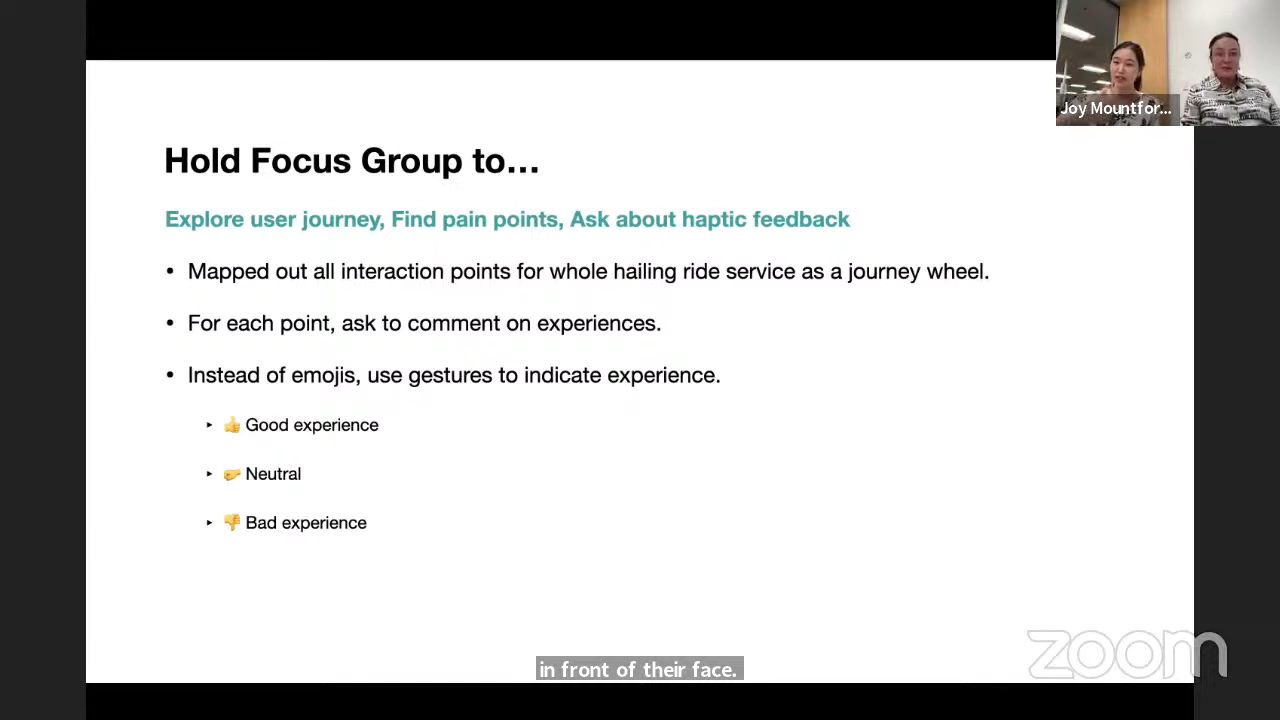 Joy Mountfor...
Hold Focus Group to...
Explore user journey, Find pain points, Ask about haptic feedback
• Mapped out all interaction points for whole hailing ride service as a journey wheel.
• For each point, ask to comment on experiences.
• Instead of emojis, use gestures to indicate experience.
‣ 👍 Good experience
‣ 🤛 Neutral
‣ 👎 Bad experience
in front of their face.
zoom